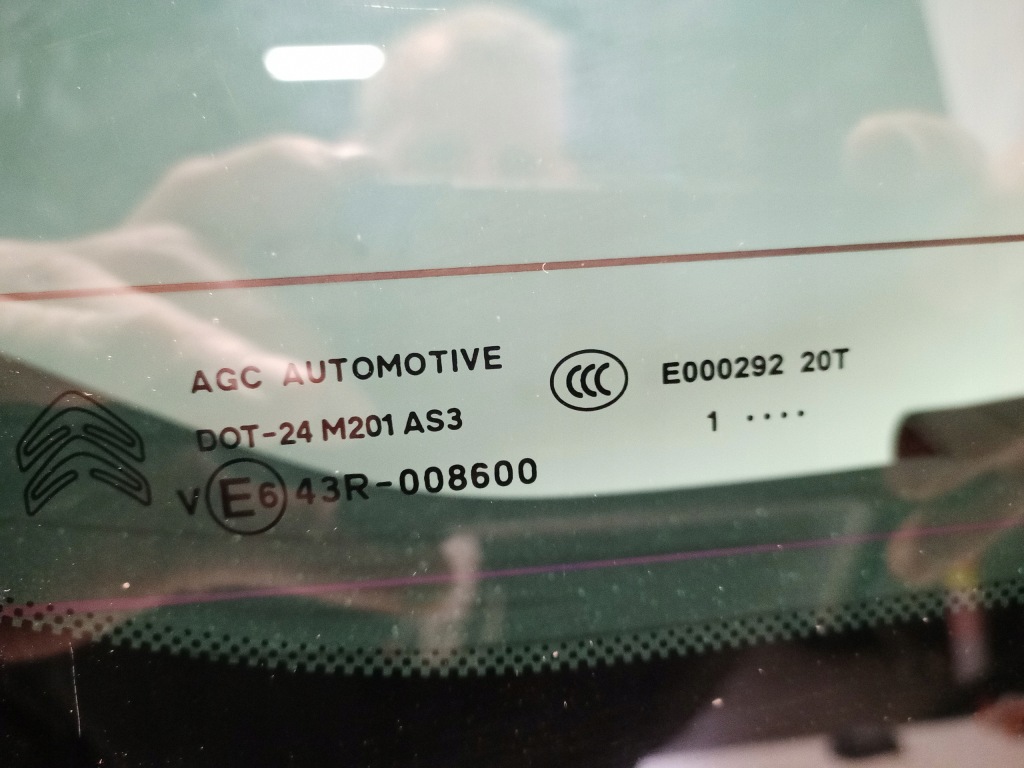 AGC AUTOMOTIVE
DOT-24 M201 AS3
V E6 43R-008600
CCC
E000292 20T
1 ....